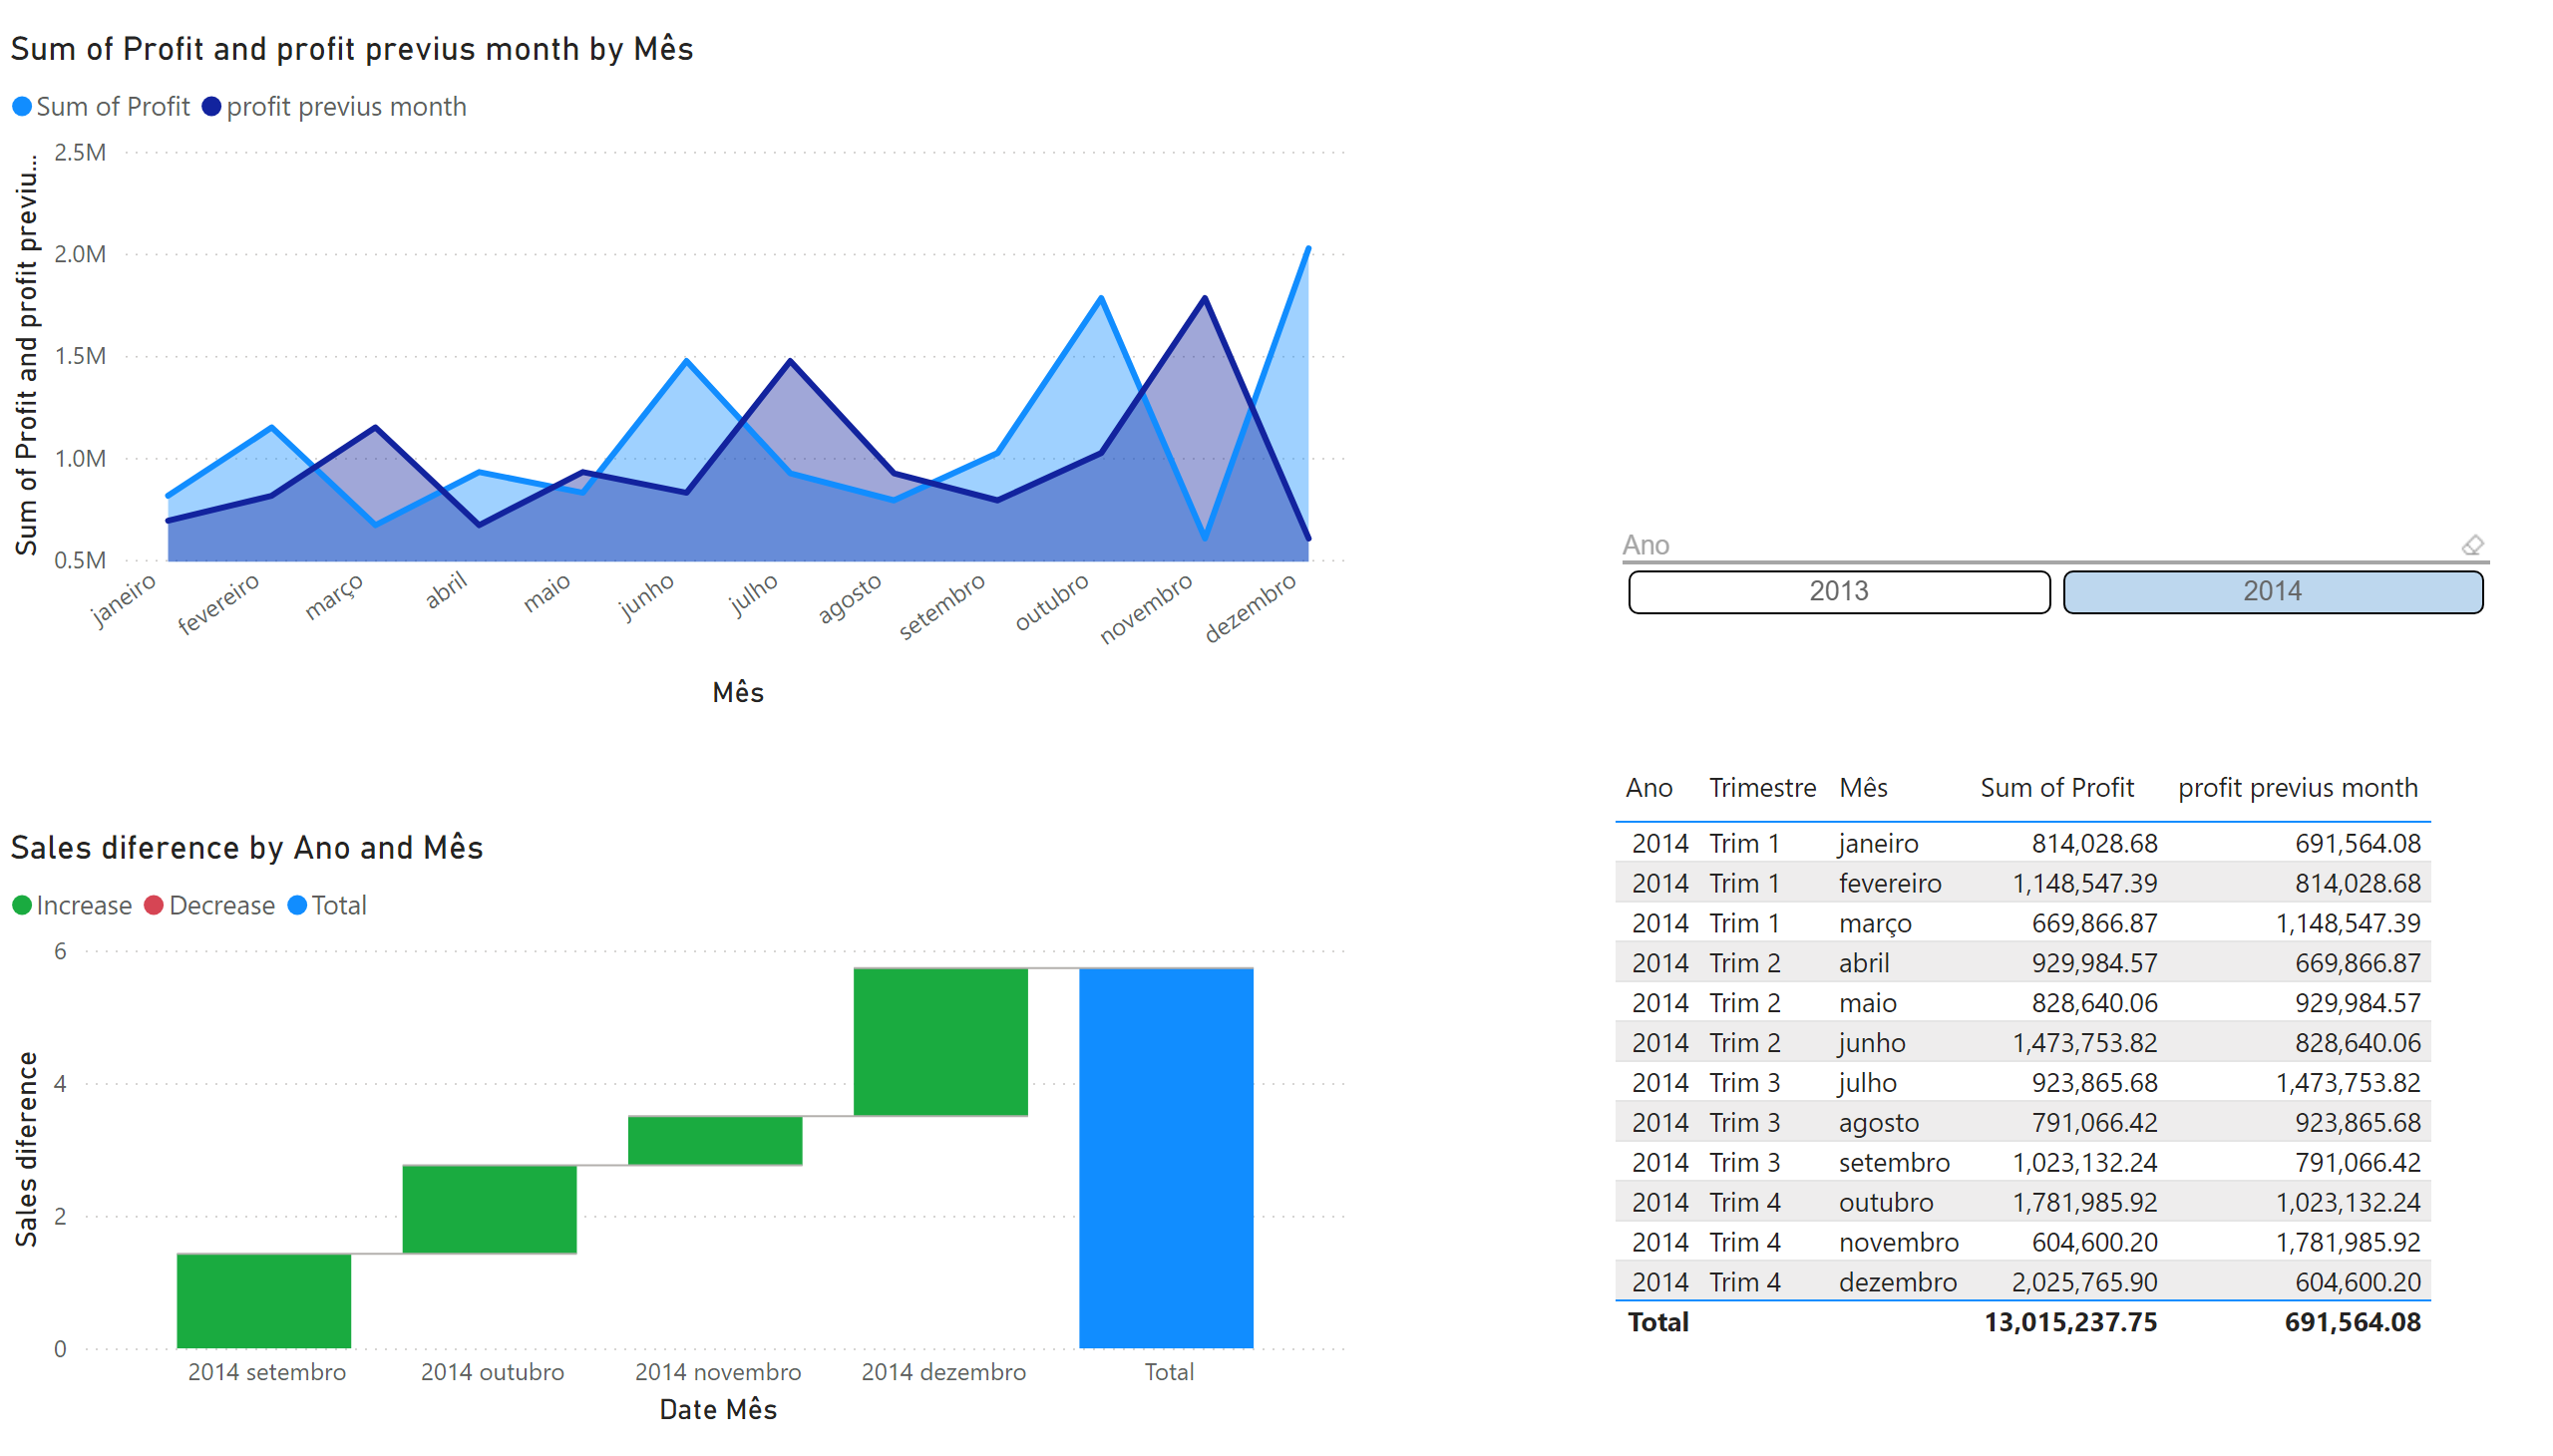 Sum of Profit and profit previus month by Mês
Sum of Profit profit previus month
Sum of Profit and profit previu...
2.5M
2.0M
1.5M
1.0M
0.5M
janeiro fevereiro março abril maio junho julho agosto setembro outubro novembro dezembro
Mês
Ano
2013 2014
Sales diference by Ano and Mês
Increase Decrease Total
Sales diference
6
4
2
0
2014 setembro 2014 outubro 2014 novembro 2014 dezembro Total
Date Mês
Ano Trimestre Mês Sum of Profit profit previus month
2014 Trim 1 janeiro 814,028.68 691,564.08
2014 Trim 1 fevereiro 1,148,547.39 814,028.68
2014 Trim 1 março 669,866.87 1,148,547.39
2014 Trim 2 abril 929,984.57 669,866.87
2014 Trim 2 maio 828,640.06 929,984.57
2014 Trim 2 junho 1,473,753.82 828,640.06
2014 Trim 3 julho 923,865.68 1,473,753.82
2014 Trim 3 agosto 791,066.42 923,865.68
2014 Trim 3 setembro 1,023,132.24 791,066.42
2014 Trim 4 outubro 1,781,985.92 1,023,132.24
2014 Trim 4 novembro 604,600.20 1,781,985.92
2014 Trim 4 dezembro 2,025,765.90 604,600.20
Total 13,015,237.75 691,564.08